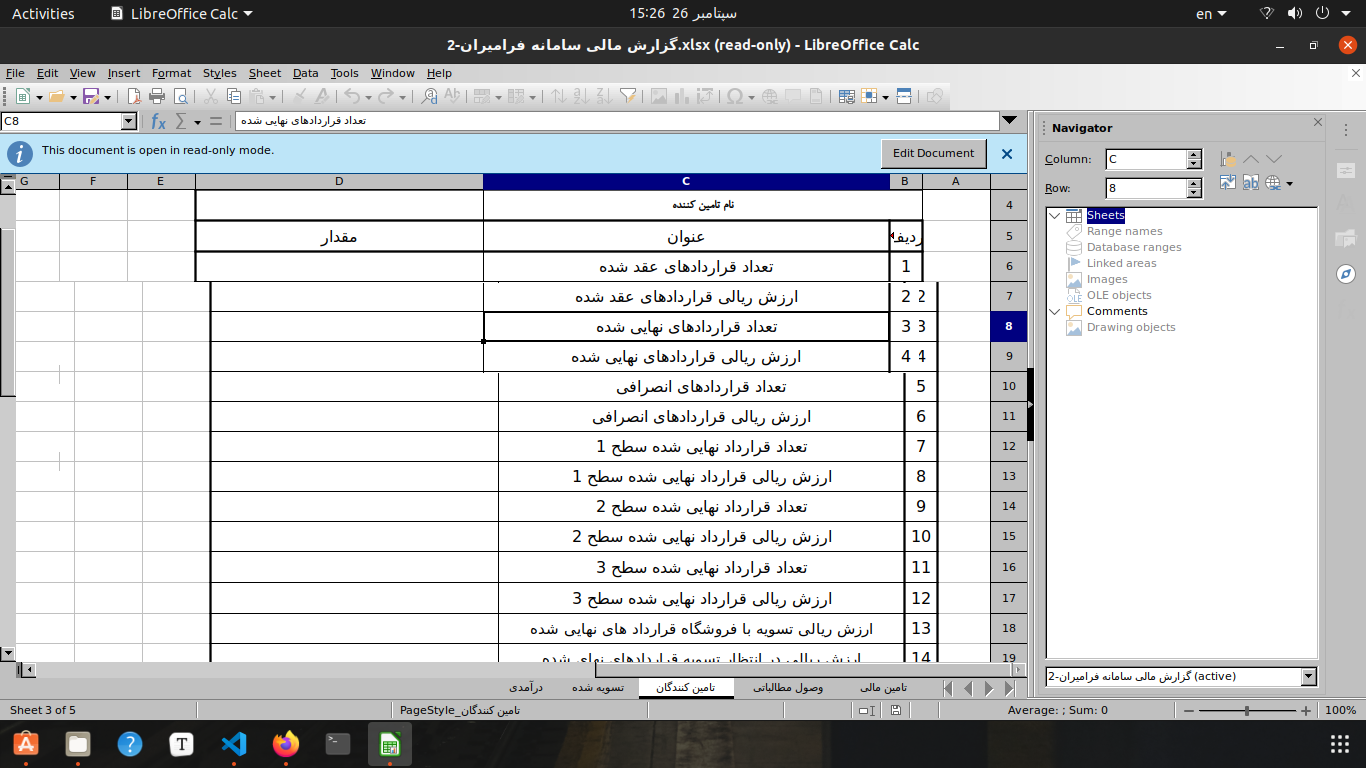 Activities
LibreOffice Calc
15:26 26 سپتامبر
en
2-گزارش مالی سامانه فرامیران.xlsx (read-only) - LibreOffice Calc
File Edit View Insert Format Styles Sheet Data Tools Window Help
C8
تعداد قراردادهای نهایی شده
This document is open in read-only mode.
Edit Document
G F E D C B A
نام تامین کننده
4
ردیف عنوان مقدار
5
1 تعداد قراردادهای عقد شده
6
2 2 ارزش ریالی قراردادهای عقد شده
7
3 3 تعداد قراردادهای نهایی شده
8
4 4 ارزش ریالی قراردادهای نهایی شده
9
5 تعداد قراردادهای انصرافی
10
6 ارزش ریالی قراردادهای انصرافی
11
7 تعداد قرارداد نهایی شده سطح 1
12
8 ارزش ریالی قرارداد نهایی شده سطح 1
13
9 تعداد قرارداد نهایی شده سطح 2
14
10 ارزش ریالی قرارداد نهایی شده سطح 2
15
11 تعداد قرارداد نهایی شده سطح 3
16
12 ارزش ریالی قرارداد نهایی شده سطح 3
17
13 ارزش ریالی تسویه با فروشگاه قرارداد های نهایی شده
18
14 ارزش ریالی در انتظار تسویه قراردادهای نهای شده
19
تامین مالی
وصول مطالباتی
تامین کنندگان
تسویه شده
درآمدی
Navigator
Column: C
Row: 8
Sheets
Range names
Database ranges
Linked areas
Images
OLE objects
Comments
Drawing objects
2-گزارش مالی سامانه فرامیران (active)
Sheet 3 of 5
PageStyle_تامین کنندگان
Average: ; Sum: 0
100%